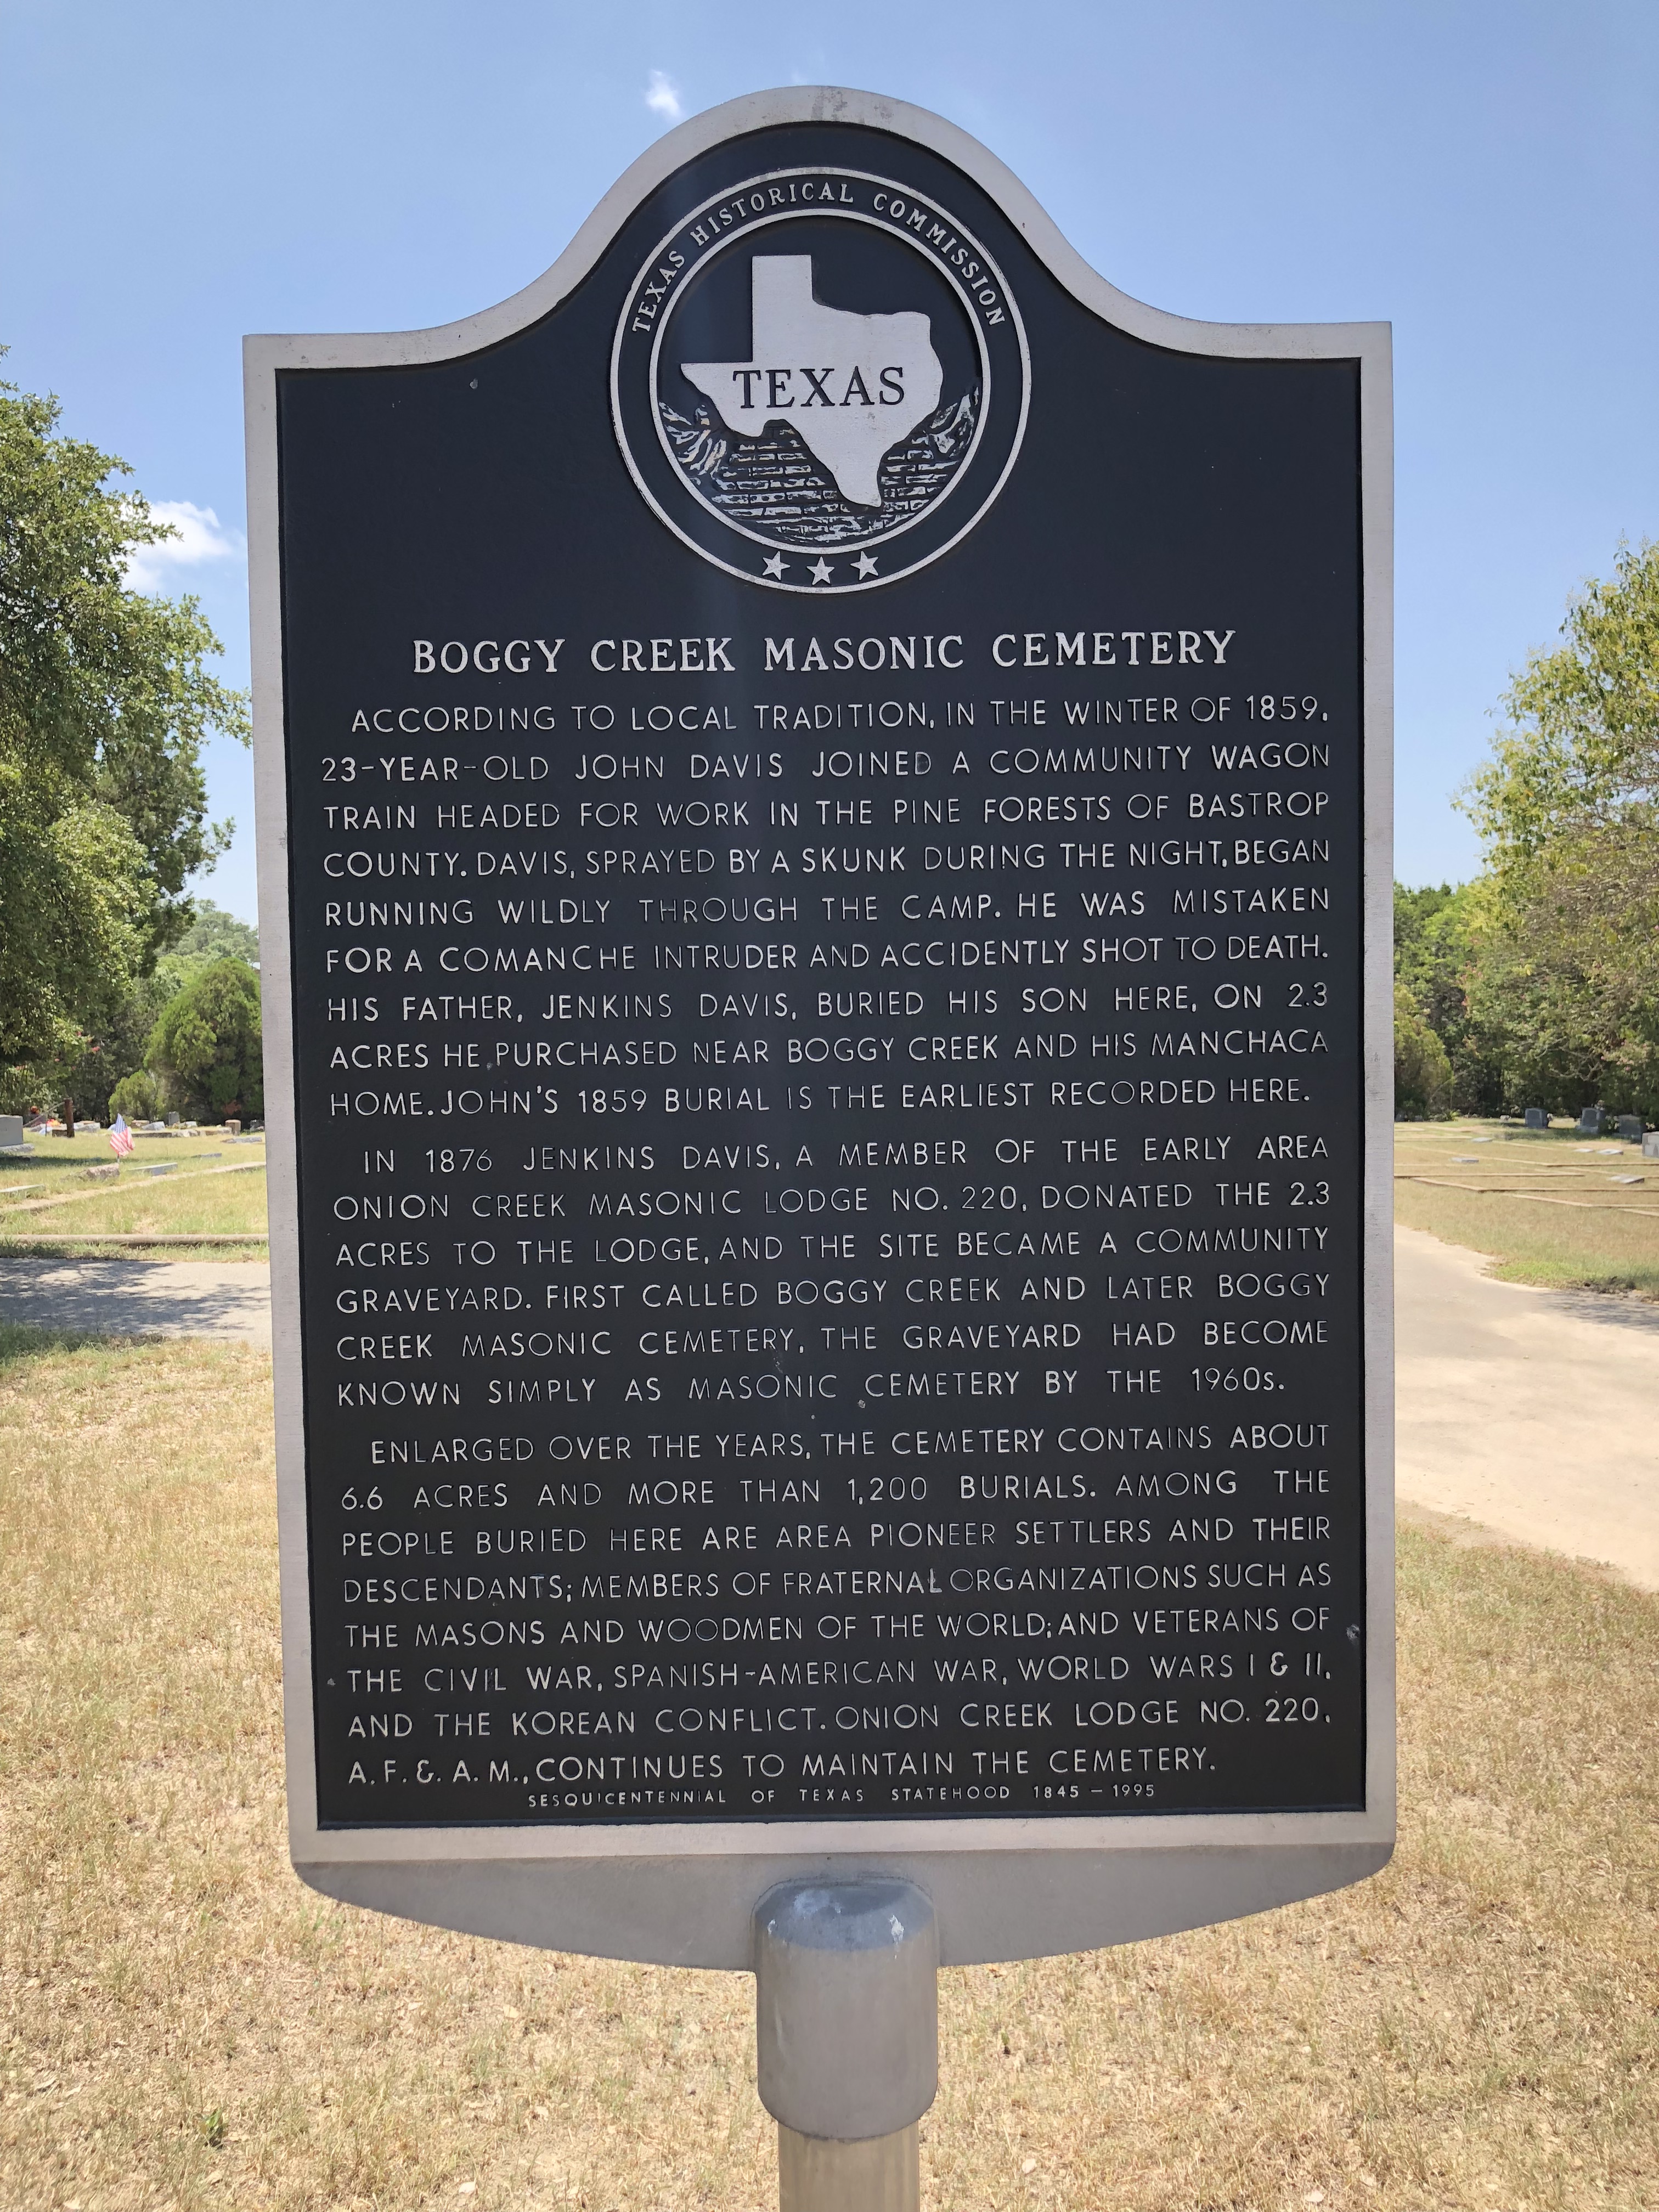 TEXAS HISTORICAL COMMISSION
TEXAS
BOGGY CREEK MASONIC CEMETERY
ACCORDING TO LOCAL TRADITION, IN THE WINTER OF 1859,
23-YEAR-OLD JOHN DAVIS JOINED A COMMUNITY WAGON
TRAIN HEADED FOR WORK IN THE PINE FORESTS OF BASTROP
COUNTY. DAVIS, SPRAYED BY A SKUNK DURING THE NIGHT, BEGAN
RUNNING WILDLY THROUGH THE CAMP. HE WAS MISTAKEN
FOR A COMANCHE INTRUDER AND ACCIDENTLY SHOT TO DEATH.
HIS FATHER, JENKINS DAVIS, BURIED HIS SON HERE, ON 2.3
ACRES HE PURCHASED NEAR BOGGY CREEK AND HIS MANCHACA
HOME. JOHN'S 1859 BURIAL IS THE EARLIEST RECORDED HERE.
IN 1876 JENKINS DAVIS, A MEMBER OF THE EARLY AREA
ONION CREEK MASONIC LODGE NO. 220, DONATED THE 2.3
ACRES TO THE LODGE, AND THE SITE BECAME A COMMUNITY
GRAVEYARD. FIRST CALLED BOGGY CREEK AND LATER BOGGY
CREEK MASONIC CEMETERY, THE GRAVEYARD HAD BECOME
KNOWN SIMPLY AS MASONIC CEMETERY BY THE 1960s.
ENLARGED OVER THE YEARS, THE CEMETERY CONTAINS ABOUT
6.6 ACRES AND MORE THAN 1,200 BURIALS. AMONG THE
PEOPLE BURIED HERE ARE AREA PIONEER SETTLERS AND THEIR
DESCENDANTS; MEMBERS OF FRATERNAL ORGANIZATIONS SUCH AS
THE MASONS AND WOODMEN OF THE WORLD; AND VETERANS OF
THE CIVIL WAR, SPANISH-AMERICAN WAR, WORLD WARS I & II,
AND THE KOREAN CONFLICT. ONION CREEK LODGE NO. 220,
A. F. & A. M., CONTINUES TO MAINTAIN THE CEMETERY.
SESQUICENTENNIAL OF TEXAS STATEHOOD 1845 – 1995